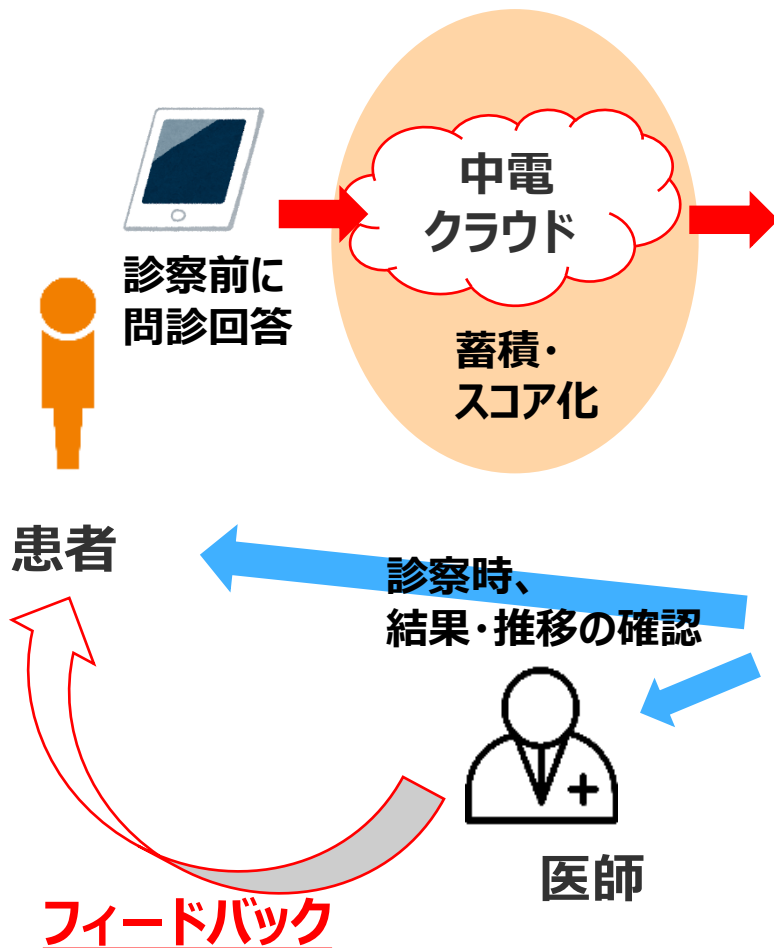 中電
クラウド
診察前に
問診回答
蓄積・
スコア化
患者
診察時、
結果・推移の確認
医師
フィードバック